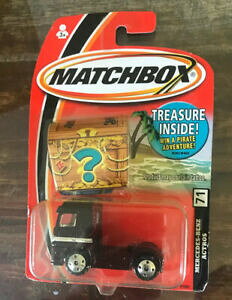 3+
MATCHBOX
TREASURE
INSIDE!
WIN A PIRATE
ADVENTURE!
?
71
MERCEDES-BENZ
ACTROS